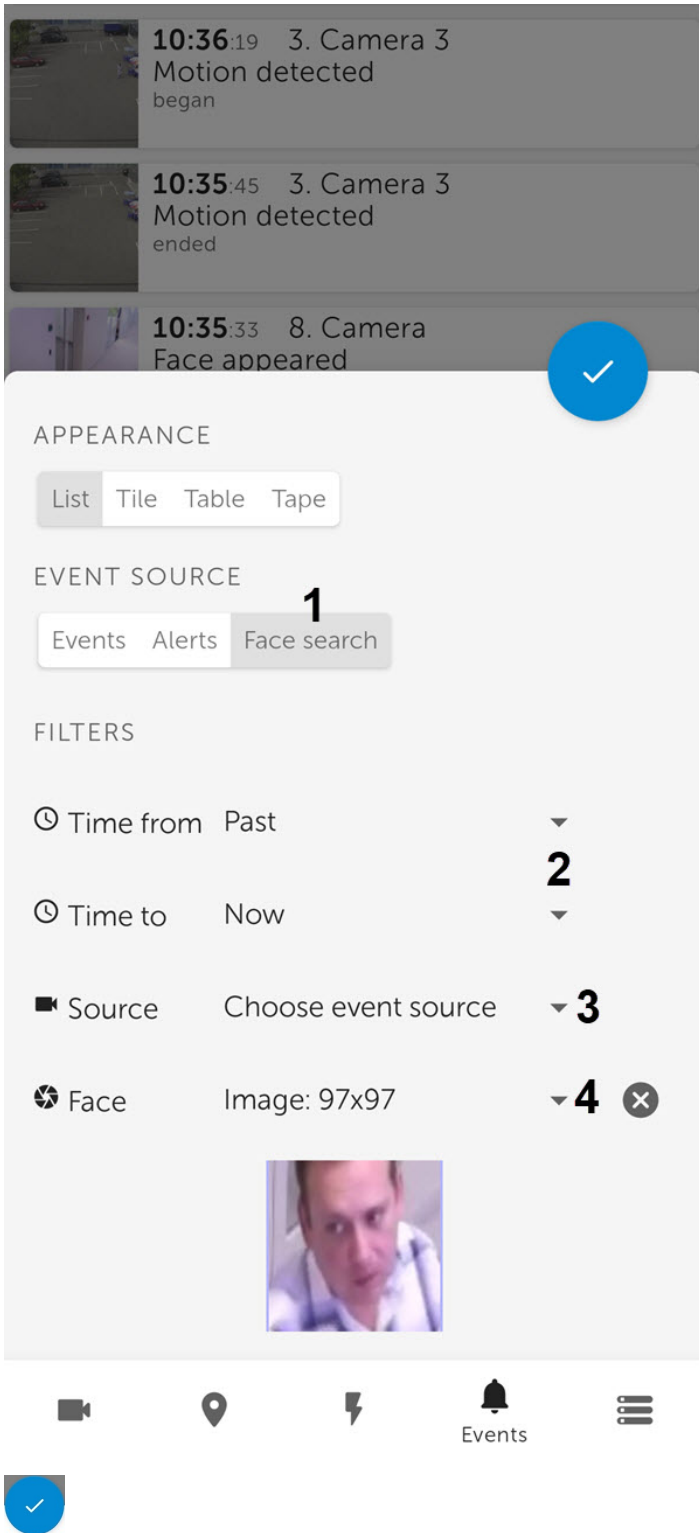 10:36:19 3. Camera 3
Motion detected
began
10:35:45 3. Camera 3
Motion detected
ended
10:35:33 8. Camera
Face appeared
APPEARANCE
List Tile Table Tape
EVENT SOURCE
1
Events Alerts Face search
FILTERS
Time from Past
2
Time to Now
Source Choose event source 3
Face Image: 97x97 4
Events